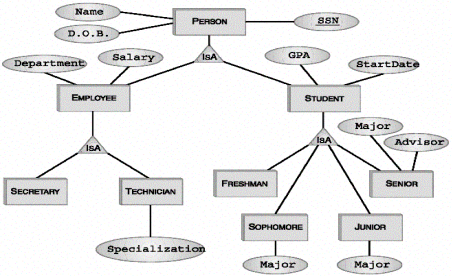 Name
PERSON
SSN
D.O.B.
IsA
GPA
Department
Salary
StartDate
EMPLOYEE
STUDENT
IsA
IsA
Major
Advisor
SECRETARY
TECHNICIAN
FRESHMAN
SENIOR
SOPHOMORE
JUNIOR
Specialization
Major
Major